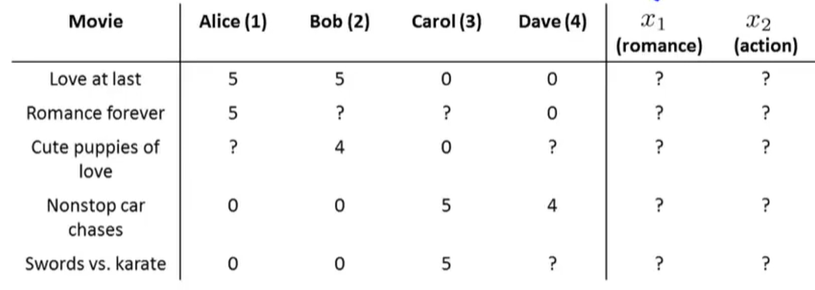 Movie Alice (1) Bob (2) Carol (3) Dave (4) x₁ x₂
(romance) (action)
Love at last 5 5 0 0 ? ?
Romance forever 5 ? ? 0 ? ?
Cute puppies of ? 4 0 ? ? ?
love
Nonstop car 0 0 5 4 ? ?
chases
Swords vs. karate 0 0 5 ? ? ?